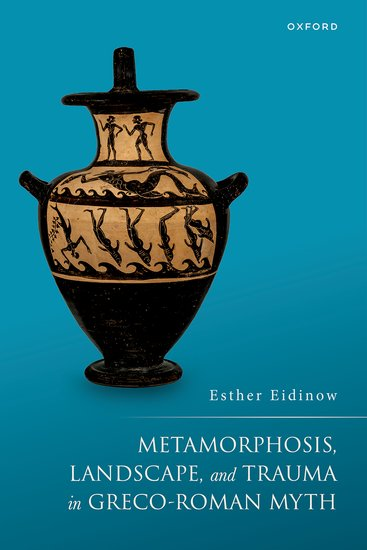 OXFORD
Esther Eidinow
METAMORPHOSIS,
LANDSCAPE, and TRAUMA
in GRECO-ROMAN MYTH